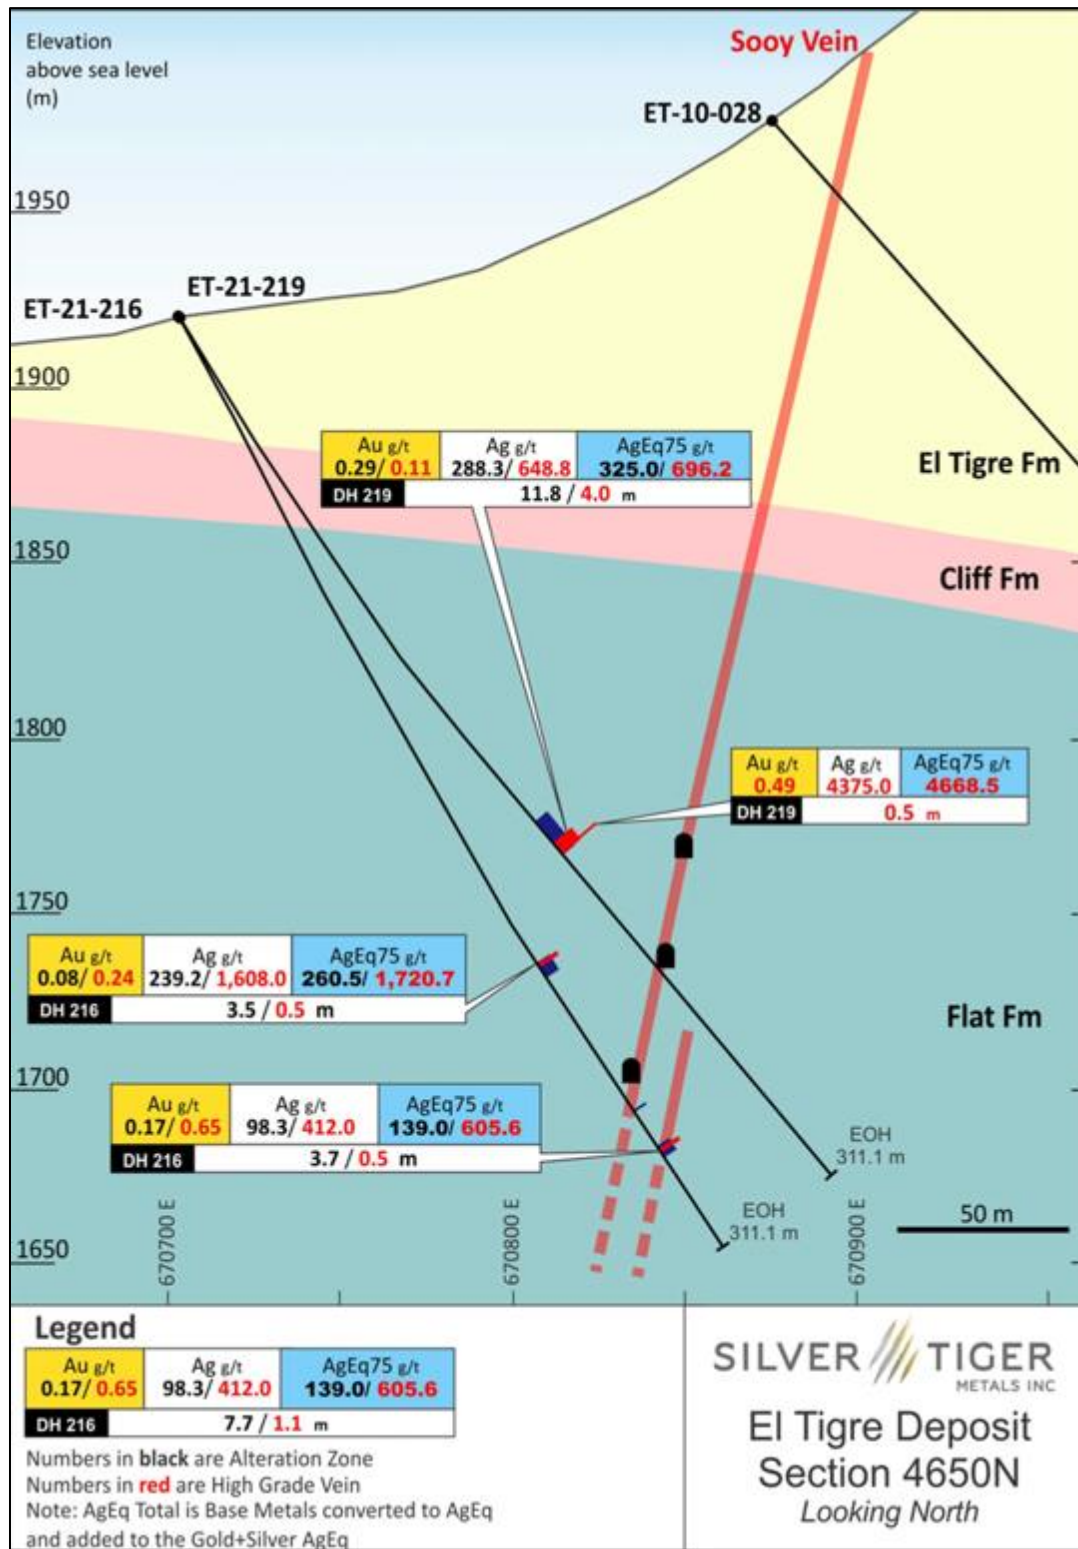 Elevation
above sea level
(m)
Sooy Vein
ET-10-028
1950
ET-21-219
ET-21-216
1900
Au g/t Ag g/t AgEq75 g/t
0.29/ 0.11 288.3/ 648.8 325.0/ 696.2
DH 219 11.8 / 4.0 m
El Tigre Fm
1850
Cliff Fm
1800
Au g/t Ag g/t AgEq75 g/t
0.49 4375.0 4668.5
DH 219 0.5 m
1750
Au g/t Ag g/t AgEq75 g/t
0.08/ 0.24 239.2/ 1,608.0 260.5/ 1,720.7
DH 216 3.5 / 0.5 m
Flat Fm
1700
Au g/t Ag g/t AgEq75 g/t
0.17/ 0.65 98.3/ 412.0 139.0/ 605.6
DH 216 3.7 / 0.5 m
EOH
311.1 m
EOH
311.1 m
50 m
1650
670700 E
670800 E
670900 E
Legend
Au g/t Ag g/t AgEq75 g/t
0.17/ 0.65 98.3/ 412.0 139.0/ 605.6
DH 216 7.7 / 1.1 m
Numbers in black are Alteration Zone
Numbers in red are High Grade Vein
Note: AgEq Total is Base Metals converted to AgEq
and added to the Gold+Silver AgEq
SILVER TIGER
METALS INC
El Tigre Deposit
Section 4650N
Looking North